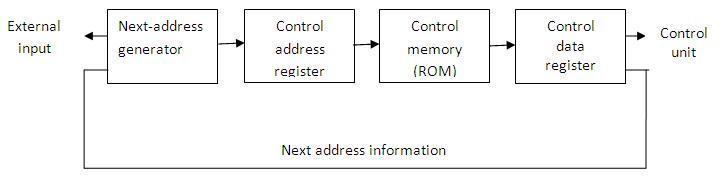 External
input
Next-address
generator
Control
address
register
Control
memory
(ROM)
Control
data
register
Control
unit
Next address information